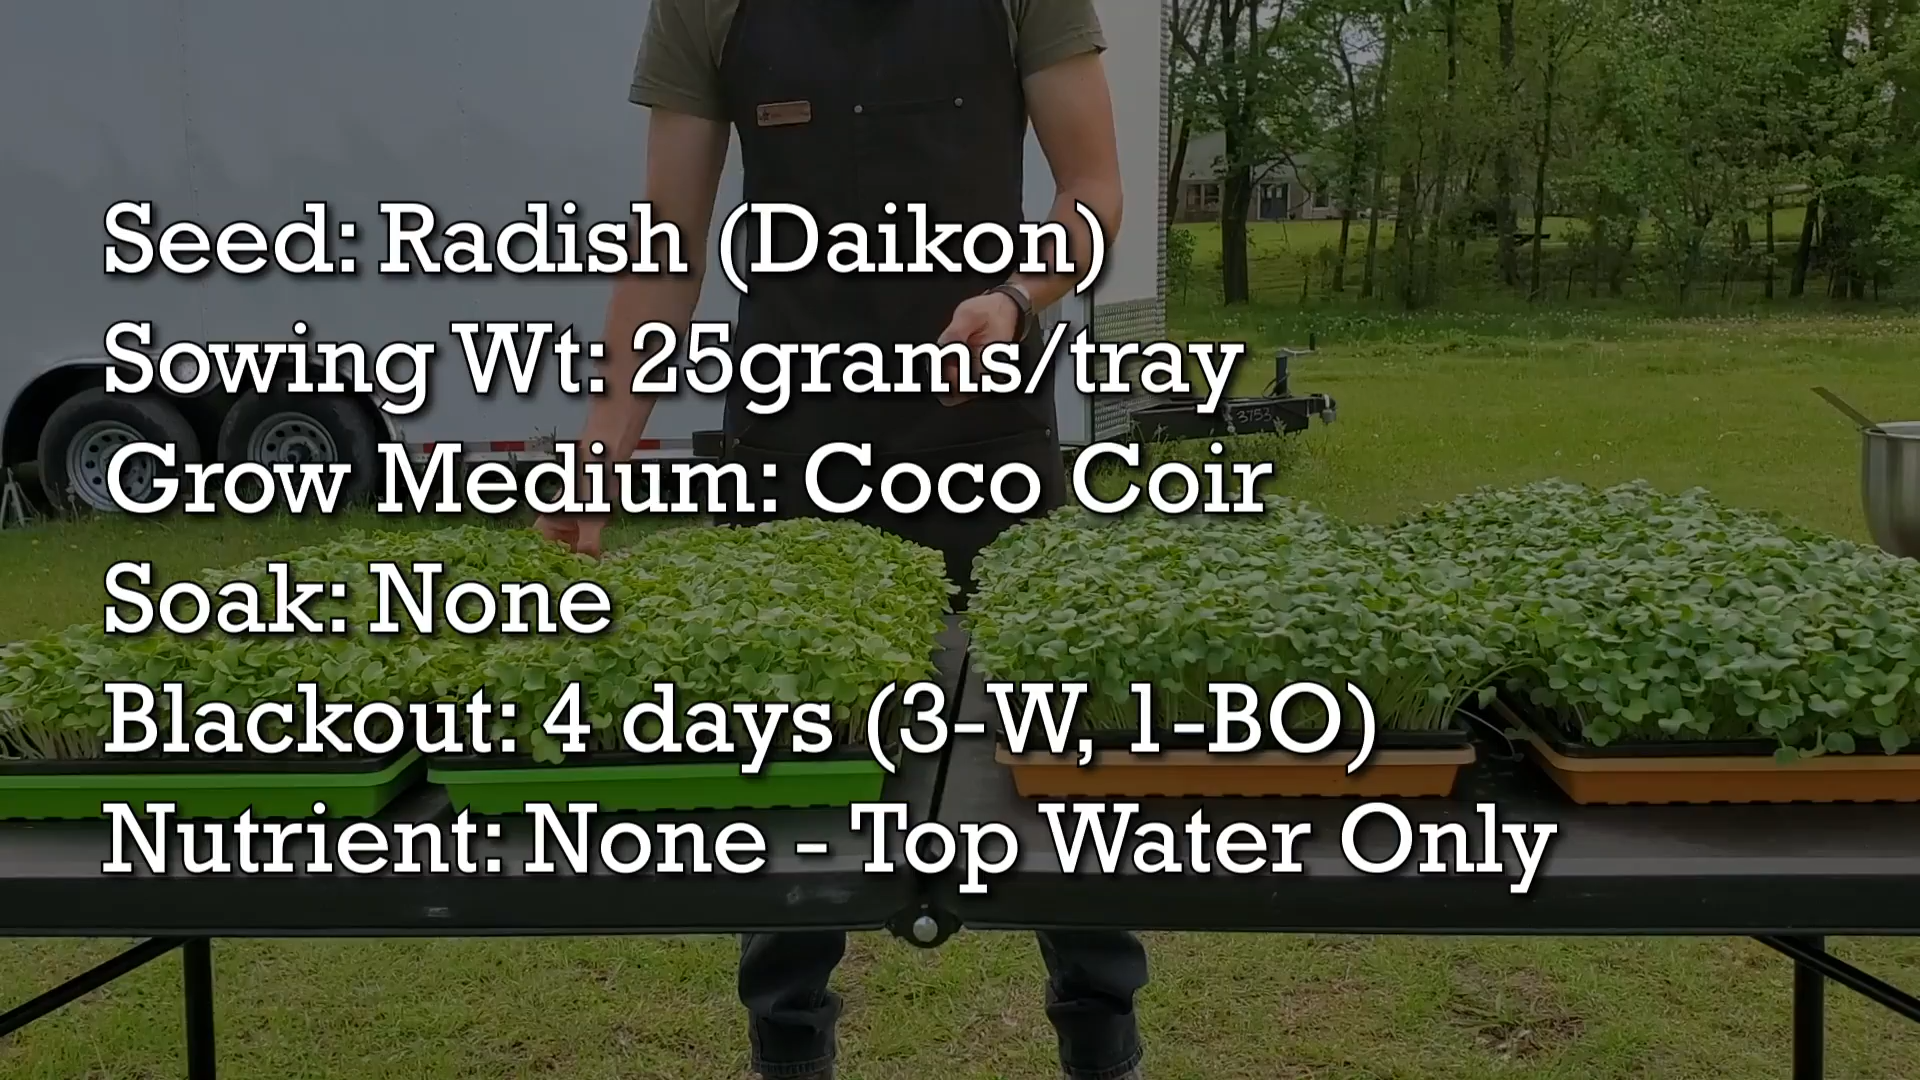 Seed: Radish (Daikon)
Sowing Wt: 25grams/tray
Grow Medium: Coco Coir
Soak: None
Blackout: 4 days (3-W, 1-BO)
Nutrient: None - Top Water Only
3753